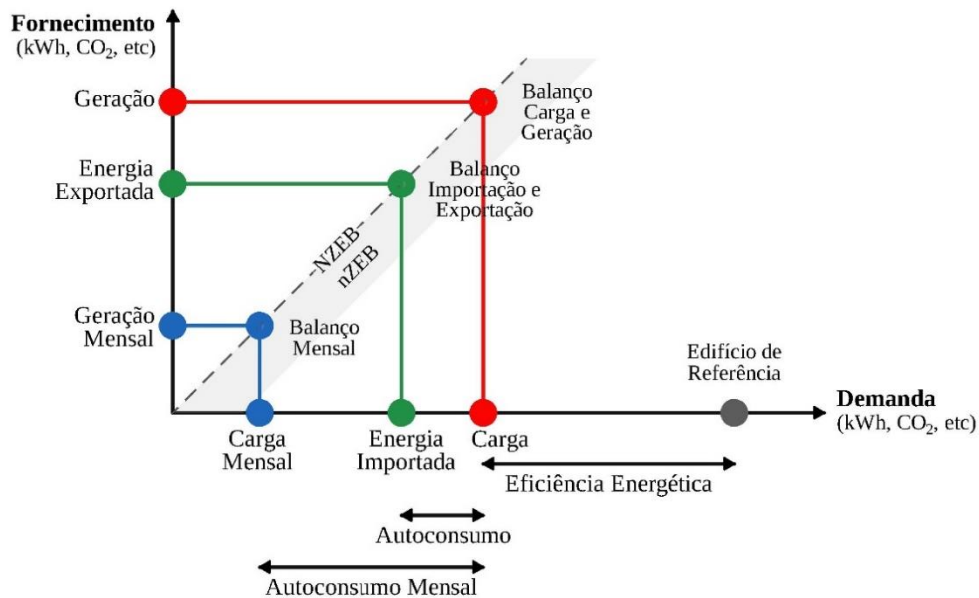 Fornecimento
(kWh, CO₂, etc)
Geração
Balanço
Carga e
Geração
Energia
Exportada
Balanço
Importação e
Exportação
NZEB
nZEB
Geração
Mensal
Balanço
Mensal
Edifício de
Referência
Demanda
(kWh, CO₂, etc)
Carga
Mensal
Energia
Importada
Carga
Eficiência Energética
Autoconsumo
Autoconsumo Mensal